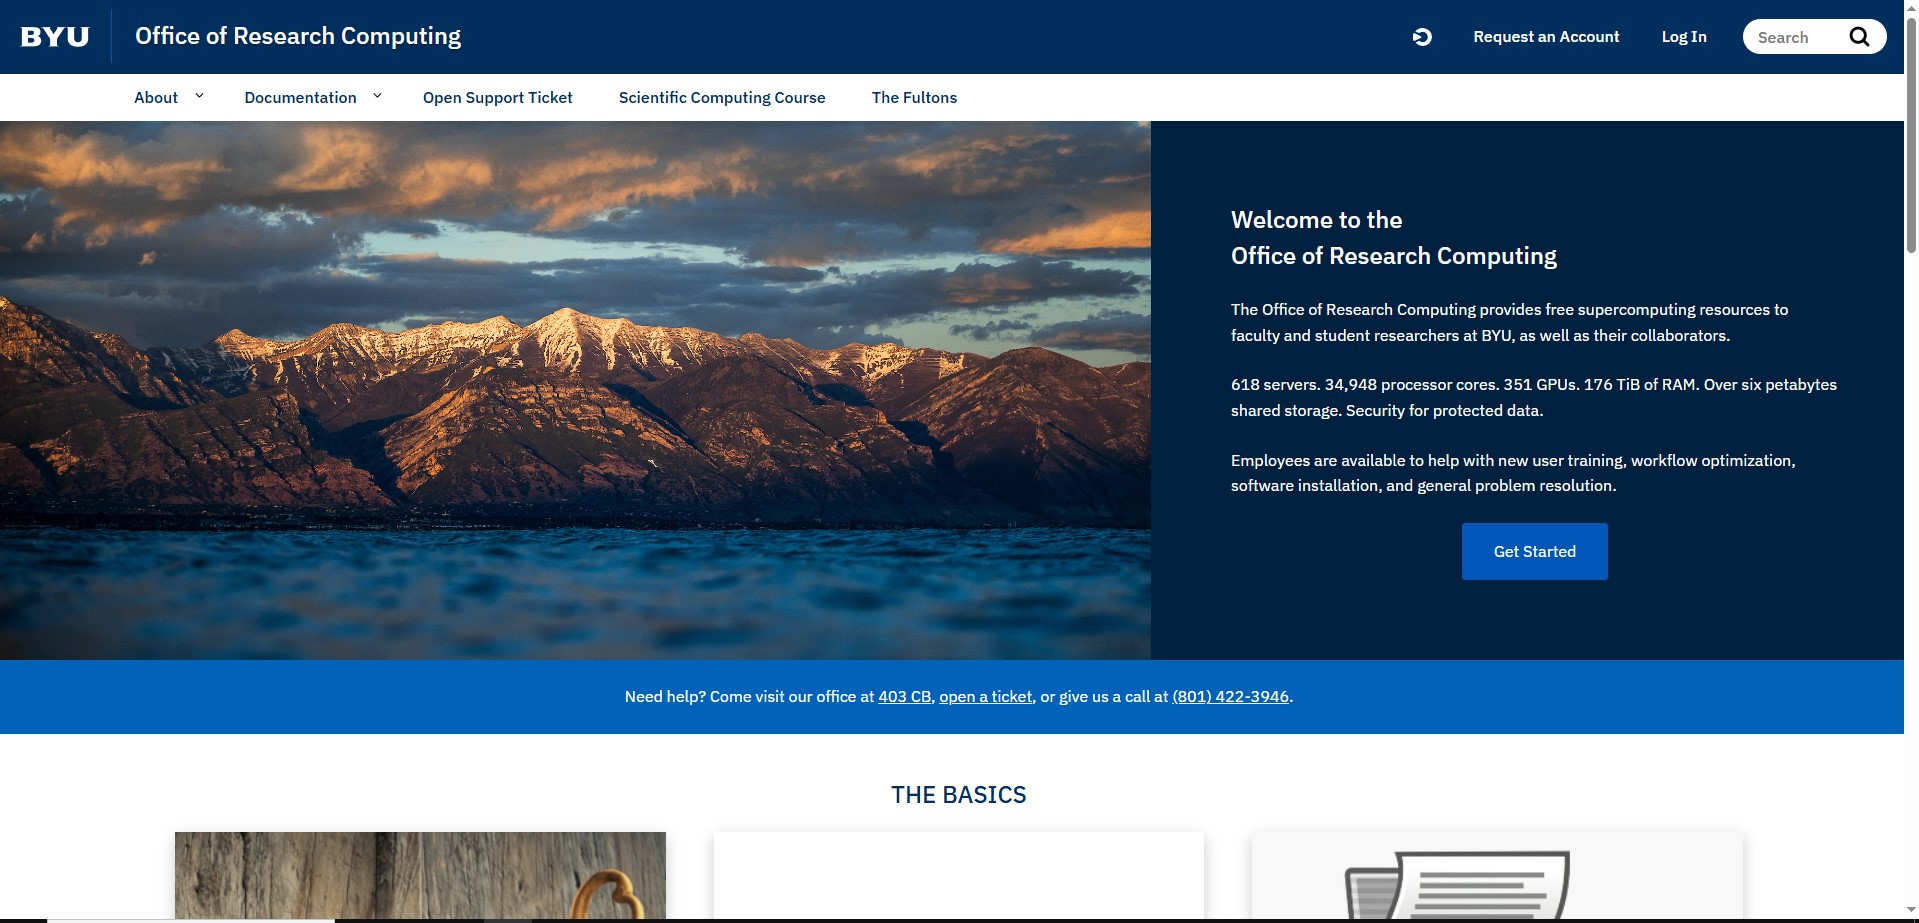 BYU
Office of Research Computing
Request an Account
Log In
Search
About
Documentation
Open Support Ticket
Scientific Computing Course
The Fultons
Welcome to the
Office of Research Computing
The Office of Research Computing provides free supercomputing resources to
faculty and student researchers at BYU, as well as their collaborators.
618 servers. 34,948 processor cores. 351 GPUs. 176 TiB of RAM. Over six petabytes
shared storage. Security for protected data.
Employees are available to help with new user training, workflow optimization,
software installation, and general problem resolution.
Get Started
Need help? Come visit our office at 403 CB, open a ticket, or give us a call at (801) 422-3946.
THE BASICS